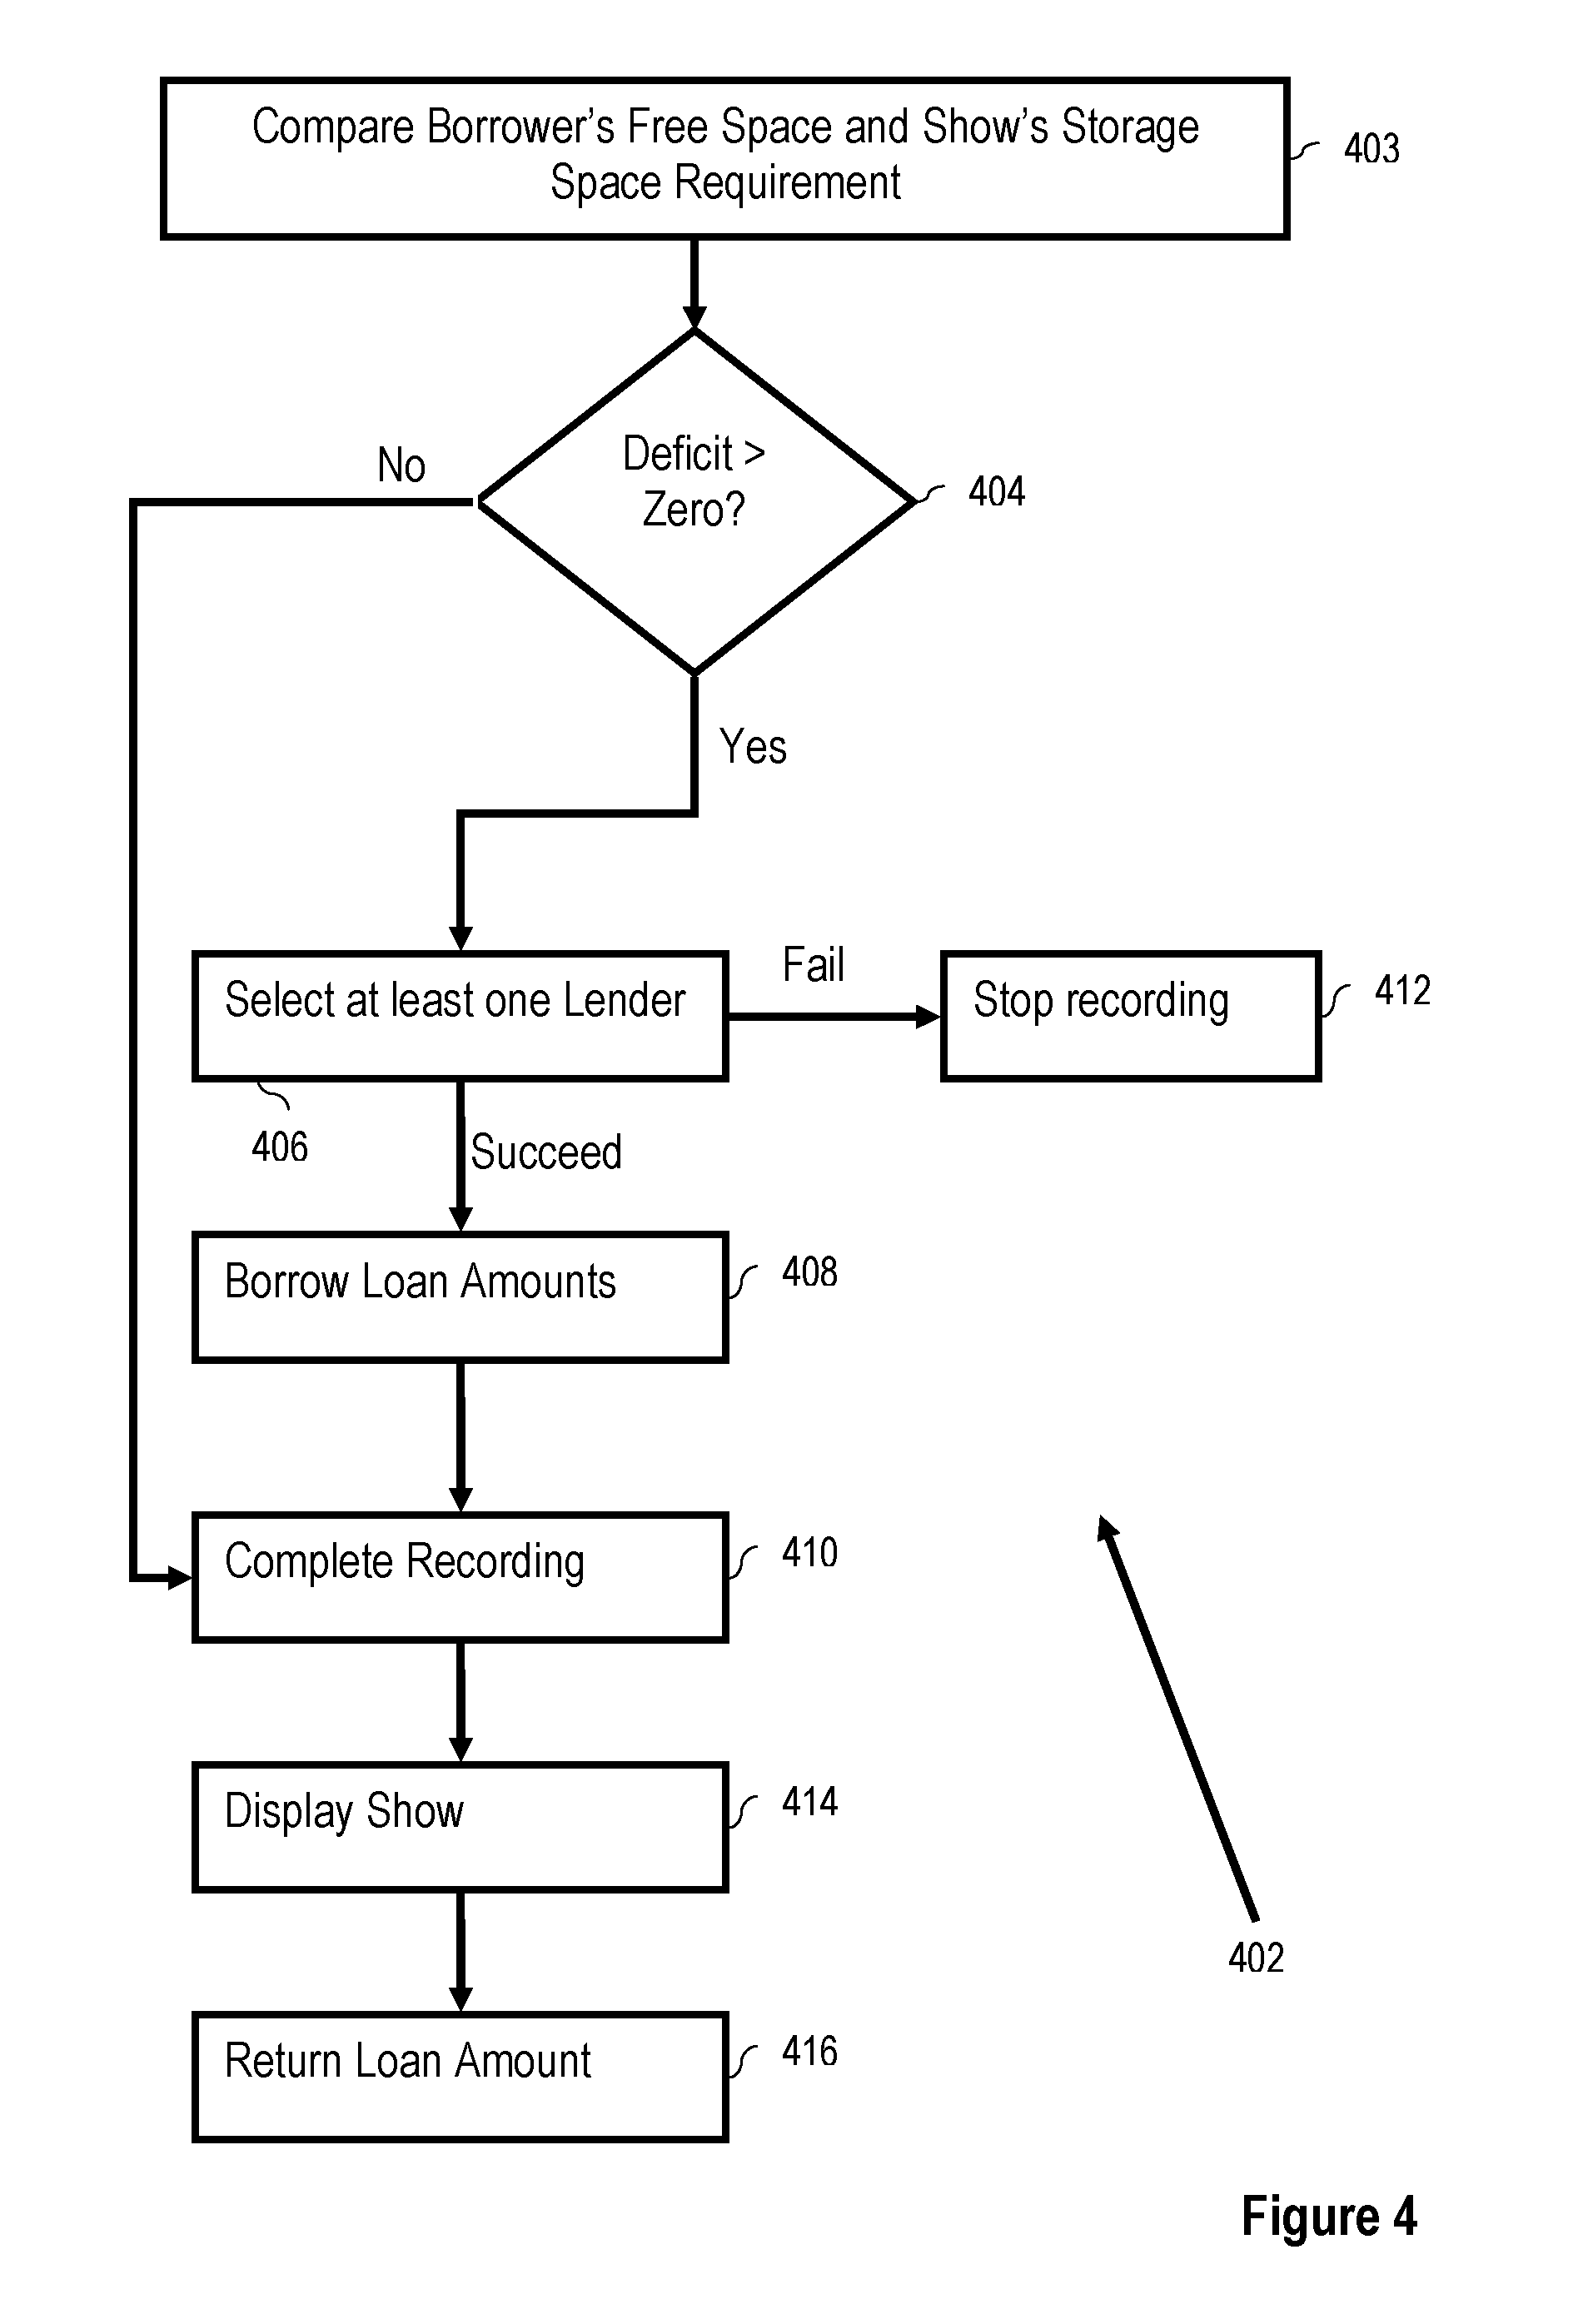 Compare Borrower's Free Space and Show's Storage
Space Requirement
403
Deficit >
Zero?
404
No
Yes
Select at least one Lender
406
Fail
Stop recording
412
Succeed
Borrow Loan Amounts
408
Complete Recording
410
Display Show
414
402
Return Loan Amount
416
Figure 4